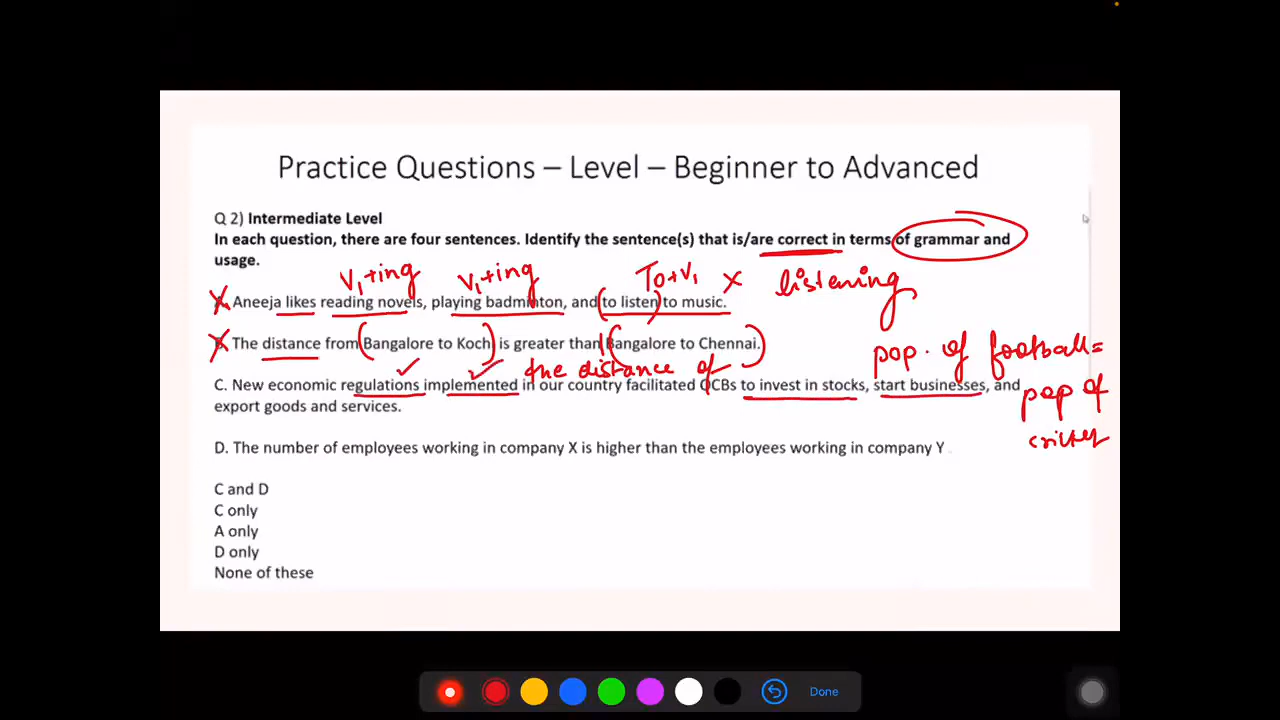 Practice Questions – Level – Beginner to Advanced
Q 2) Intermediate Level
In each question, there are four sentences. Identify the sentence(s) that is/are correct in terms of grammar and
usage.
V1+ing V1+ing To+V1 x listening
Aneeja likes reading novels, playing badminton, and (to listen) to music.
The distance from (Bangalore to Koch) is greater than (Bangalore to Chennai.)
the distance of
pop. of football =
pop of
cricket
C. New economic regulations implemented in our country facilitated OCBs to invest in stocks, start businesses, and
export goods and services.
D. The number of employees working in company X is higher than the employees working in company Y
C and D
C only
A only
D only
None of these
Done